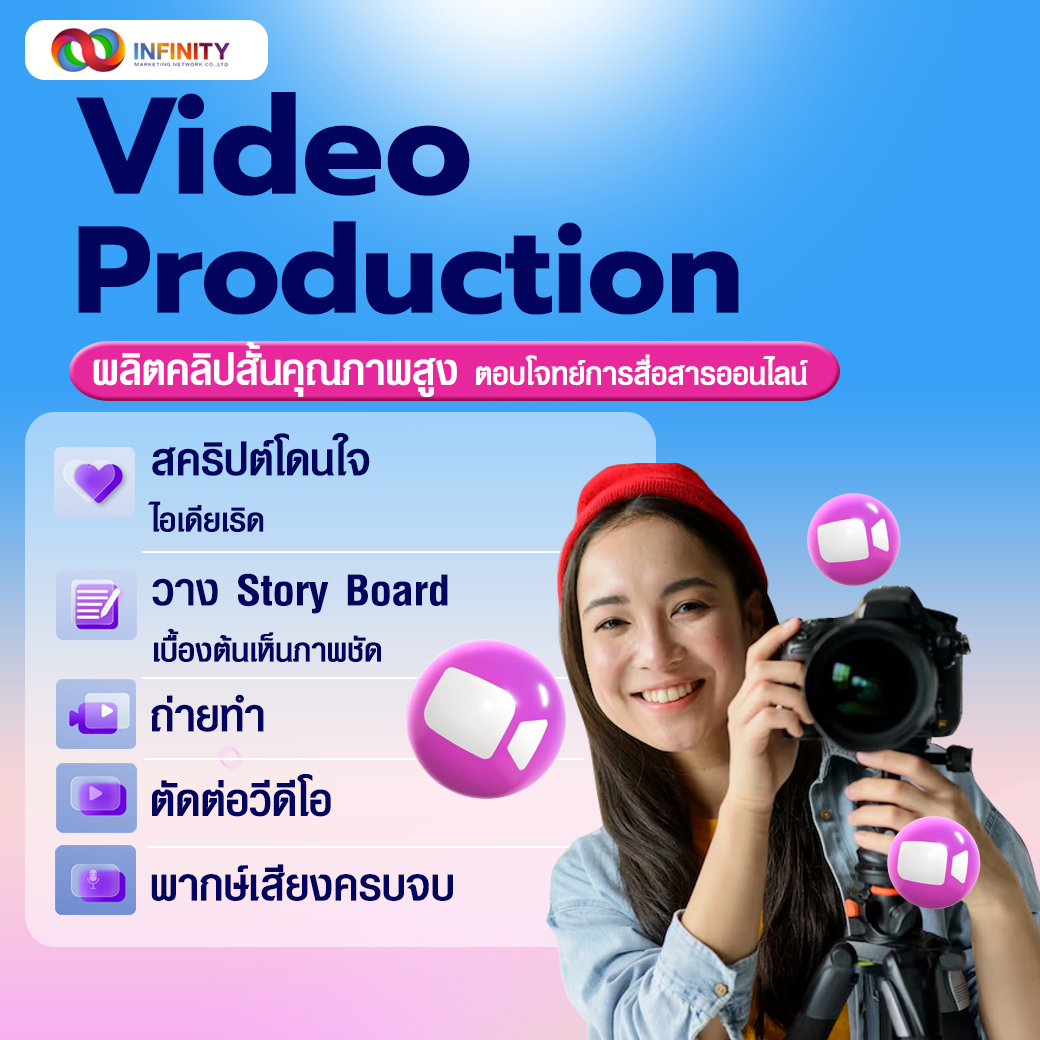 INFINITY
MARKETING NETWORK CO.,LTD
Video
Production
ผลิตคลิปสั้นคุณภาพสูง ตอบโจทย์การสื่อสารออนไลน์
สคริปต์โดนใจ
ไอเดียเริด
วาง Story Board
เบื้องต้นเห็นภาพชัด
ถ่ายทำ
ตัดต่อวีดีโอ
พากษ์เสียงครบจบ